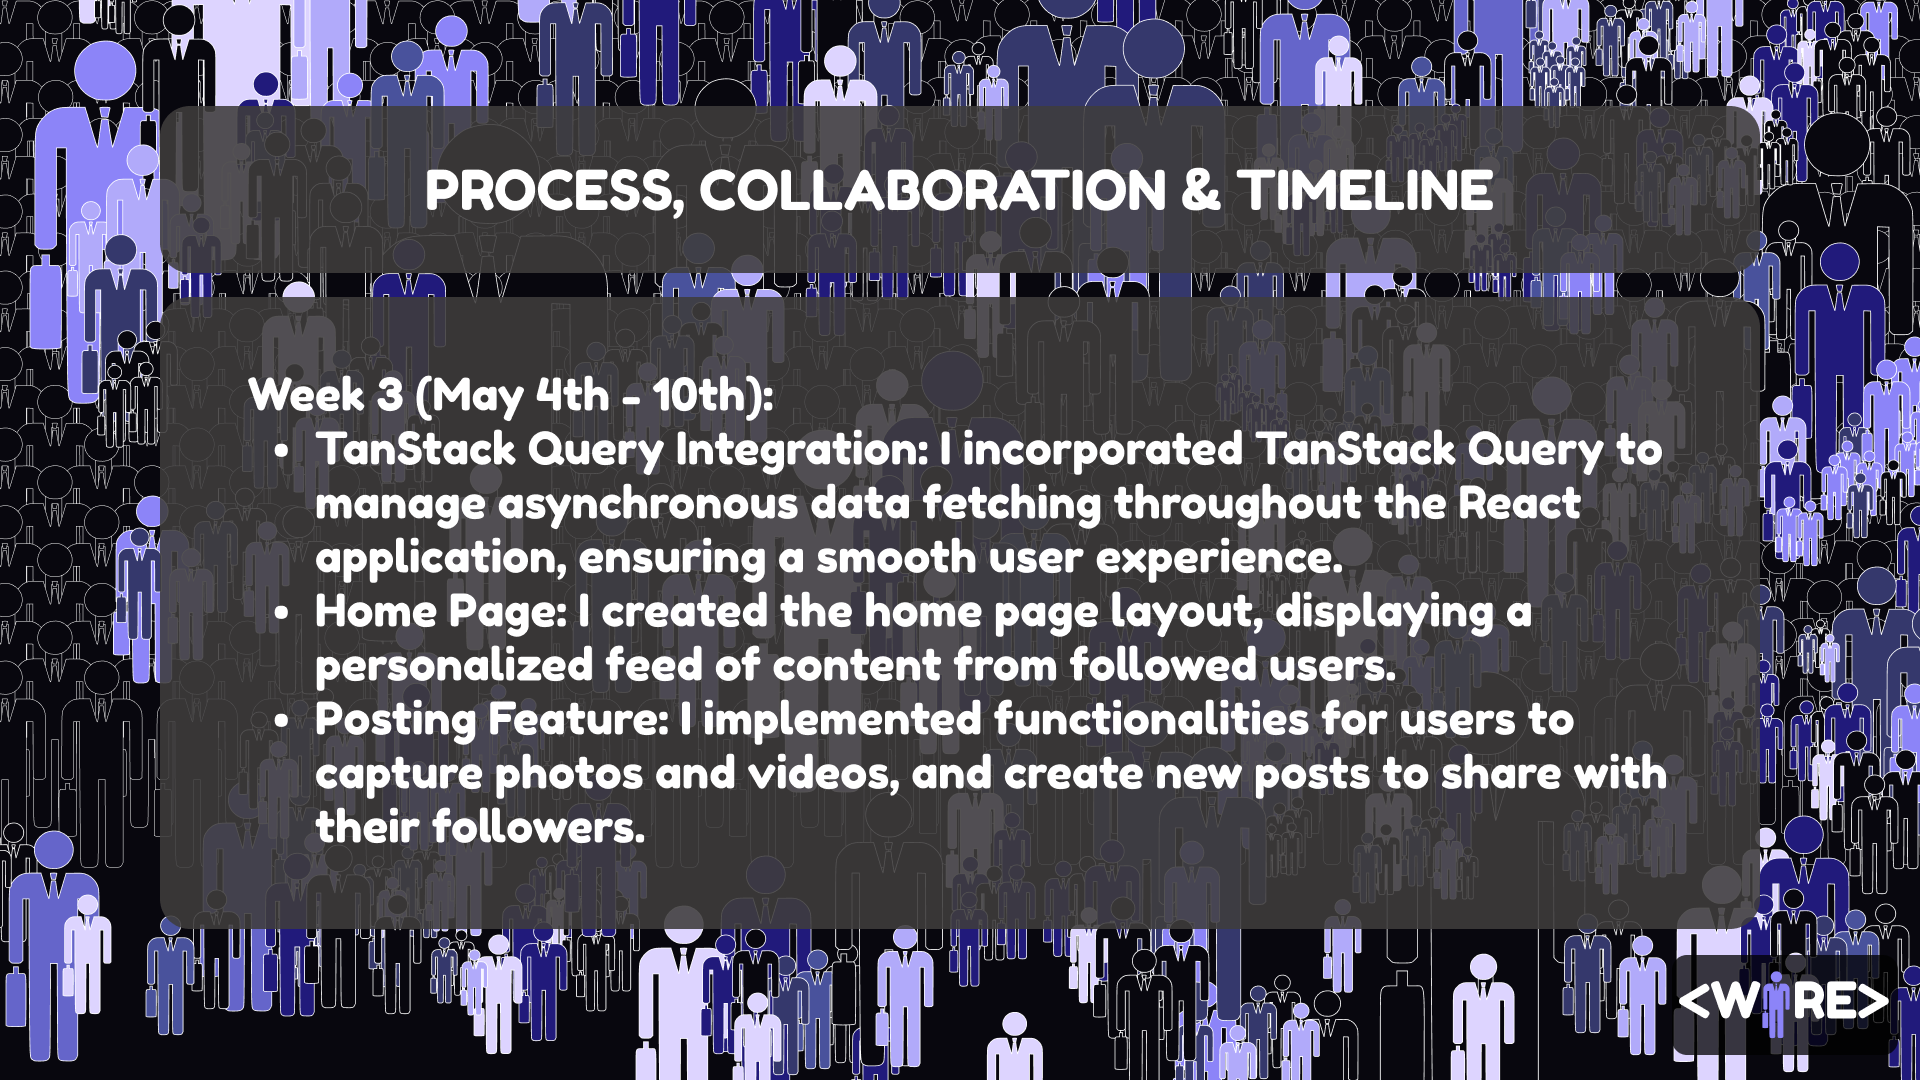 PROCESS, COLLABORATION & TIMELINE
Week 3 (May 4th - 10th):
• TanStack Query Integration: I incorporated TanStack Query to
manage asynchronous data fetching throughout the React
application, ensuring a smooth user experience.
• Home Page: I created the home page layout, displaying a
personalized feed of content from followed users.
• Posting Feature: I implemented functionalities for users to
capture photos and videos, and create new posts to share with
their followers.
<WIRE>